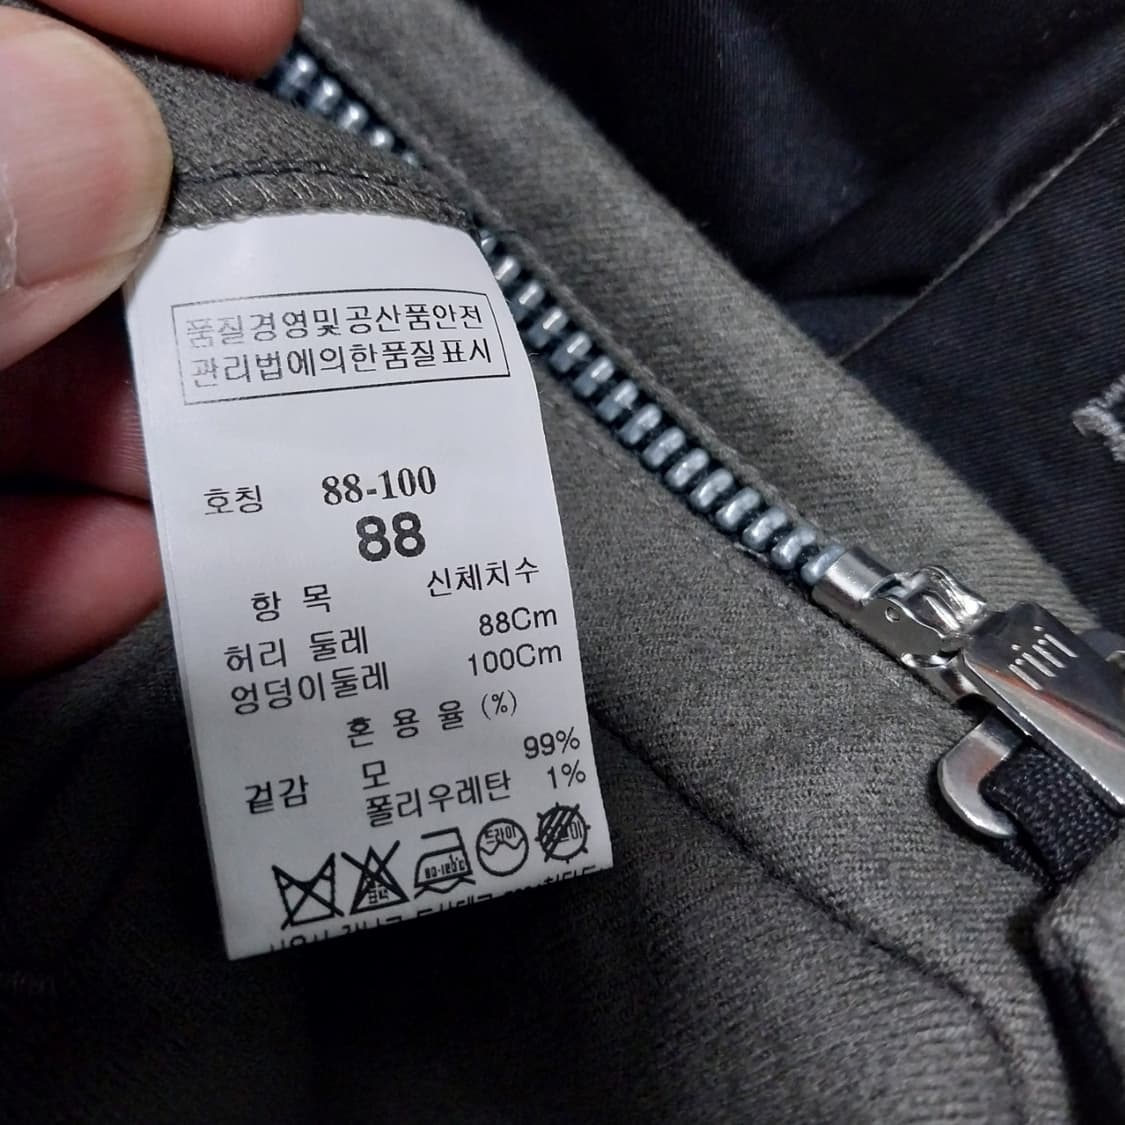 품질경영및공산품안전
관리법에의한품질표시
호칭 88-100
88
항 목 신체치수
허리 둘레 88Cm
엉덩이둘레 100Cm
혼 용 율 (%)
겉감 모 99%
폴리우레탄 1%
드라이